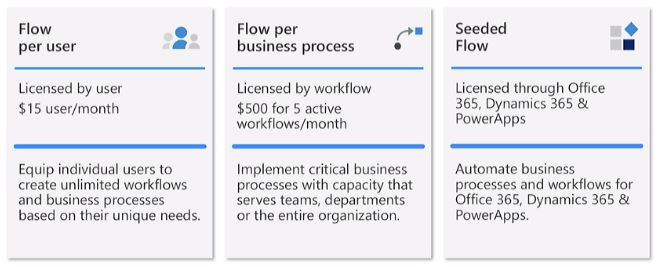 Flow
per user
Licensed by user
$15 user/month
Equip individual users to
create unlimited workflows
and business processes
based on their unique needs.
Flow per
business process
Licensed by workflow
$500 for 5 active
workflows/month
Implement critical business
processes with capacity that
serves teams, departments
or the entire organization.
Seeded
Flow
Licensed through Office
365, Dynamics 365 &
PowerApps
Automate business
processes and workflows for
Office 365, Dynamics 365 &
PowerApps.